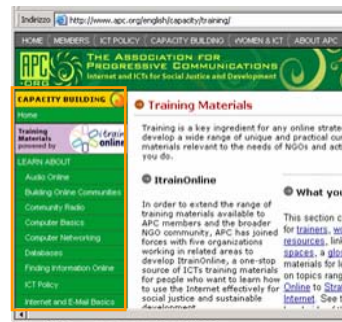 Indirizzo http://www.apc.org/english/capacity/training/
HOME MEMBERS ICT POLICY CAPACITY BUILDING WOMEN & ICT ABOUT APC
APC
.ORG
THE ASSOCIATION FOR
PROGRESSIVE COMMUNICATIONS
Internet and ICTs for Social Justice and Development
CAPACITY BUILDING
Home
Training
Materials
powered by
itrain
online
LEARN ABOUT
Audio Online
Building Online Communities
Community Radio
Computer Basics
Computer Networking
Databases
Finding Information Online
ICT Policy
Internet and E-Mail Basics
Training Materials
Training is a key ingredient for any online strate
develop a wide range of unique and practical cur
materials relevant to the needs of NGOs and act
you do.
ItrainOnline
In order to extend the range of
training materials available to
APC members and the broader
NGO community, APC has joined
forces with five organizations
working in related areas to
develop ItrainOnline, a one-stop
source of ICTs training materials
for people who want to learn how
to use the Internet effectively for
social justice and sustainable
development
What you
This section c
for trainers, w
resources, lin
spaces, a glo
materials for l
on topics rang
Online to Stra
Internet. See t